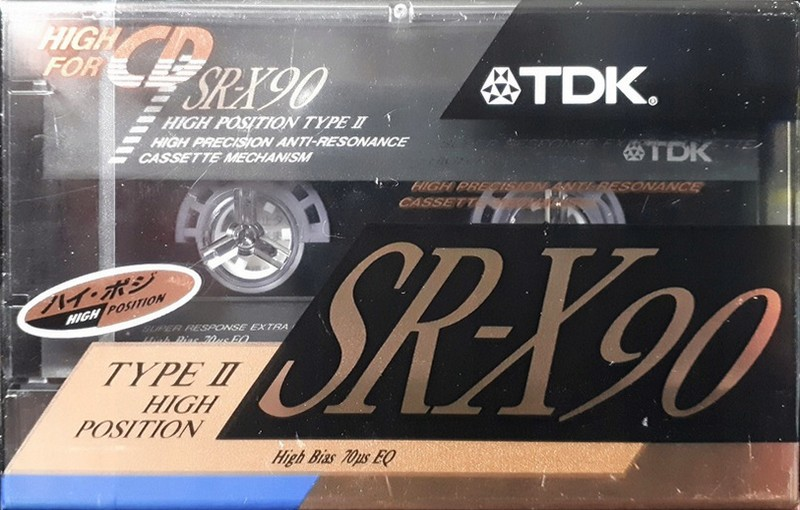 HIGH
FOR CD
SR-X90
HIGH POSITION TYPE II
HIGH PRECISION ANTI-RESONANCE
CASSETTE MECHANISM
TDK®
TDK
HIGH PRECISION ANTI-RESONANCE
ハイ・ポジ
HIGH POSITION
SUPER RESPONSE EXTRA
High Bias 70μs EQ
SR-X90
TYPE II
HIGH
POSITION
High Bias 70μs EQ